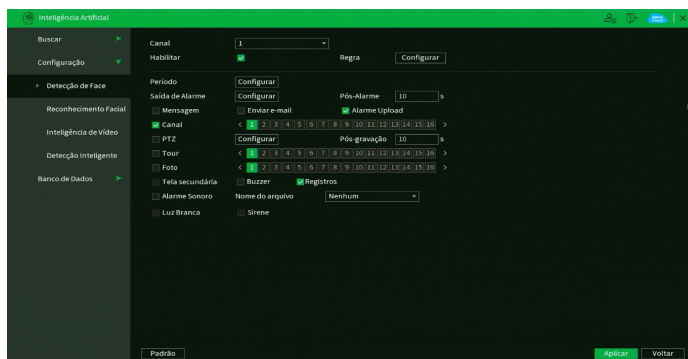 Inteligência Artificial
Buscar
Configuração
Detecção de Face
Reconhecimento Facial
Inteligência de Vídeo
Detecção Inteligente
Banco de Dados
Canal 1
Habilitar Regra Configurar
Período Configurar
Saída de Alarme Configurar Pós-Alarme 10 s
Mensagem Enviar e-mail Alarme Upload
Canal < 1 2 3 4 5 6 7 8 9 10 11 12 13 14 15 16 >
PTZ Configurar Pós-gravação 10 s
Tour < 1 2 3 4 5 6 7 8 9 10 11 12 13 14 15 16 >
Foto < 1 2 3 4 5 6 7 8 9 10 11 12 13 14 15 16 >
Tela secundária Buzzer Registros
Alarme Sonoro Nome do arquivo Nenhum
Luz Branca Sirene
Padrão Aplicar Voltar